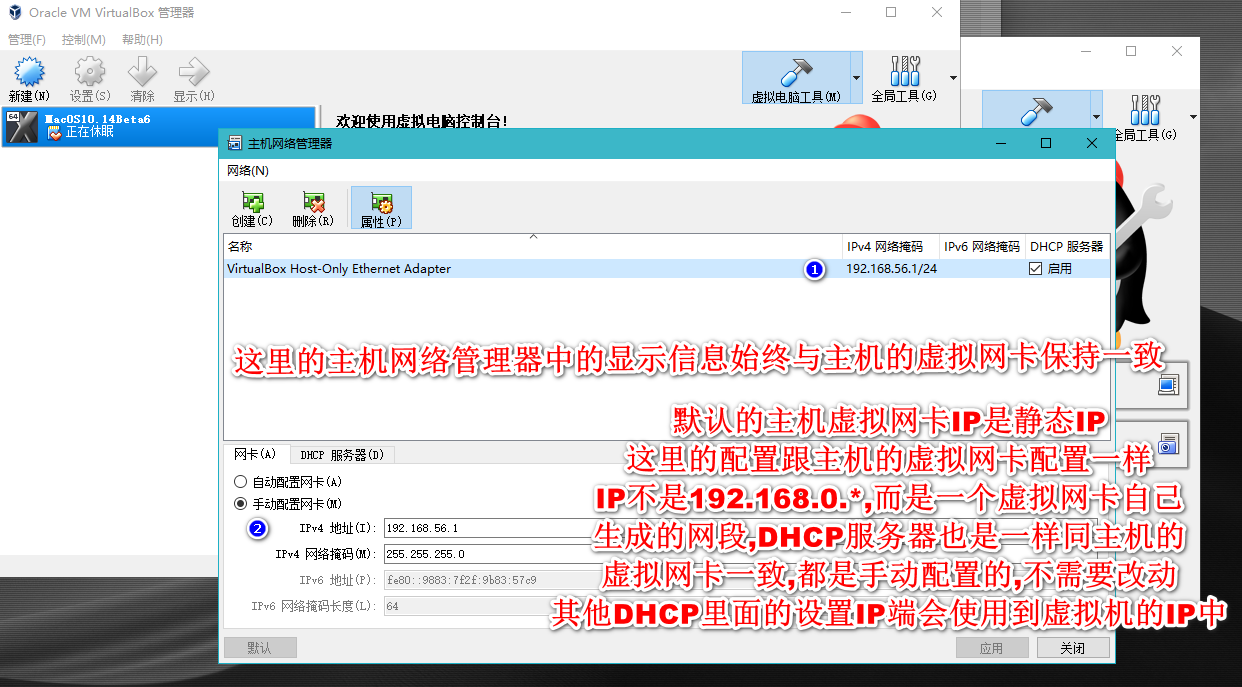 Oracle VM VirtualBox 管理器
管理(F) 控制(M) 帮助(H)
新建(N) 设置(S) 清除 显示(H)
虚拟电脑工具(M) 全局工具(G)
64 MacOS10.14Beta6
正在休眠
欢迎使用虚拟电脑控制台!
全局工具(G)
主机网络管理器
网络(N)
创建(C) 删除(R) 属性(P)
名称 IPv4 网络掩码 IPv6 网络掩码 DHCP 服务器
VirtualBox Host-Only Ethernet Adapter 1 192.168.56.1/24 启用
这里的主机网络管理器中的显示信息始终与主机的虚拟网卡保持一致
默认的主机虚拟网卡IP是静态IP
这里的配置跟主机的虚拟网卡配置一样
IP不是192.168.0.*,而是一个虚拟网卡自己
生成的网段,DHCP服务器也是一样同主机的
虚拟网卡一致,都是手动配置的,不需要改动
其他DHCP里面的设置IP端会使用到虚拟机的IP中
网卡(A) DHCP 服务器(D)
自动配置网卡(A)
手动配置网卡(M)
2 IPv4 地址(I): 192.168.56.1
IPv4 网络掩码(M): 255.255.255.0
IPv6 地址(P): fe80::9883:7f2f:9b83:57c9
IPv6 网络掩码长度(L): 64
默认 应用 关闭